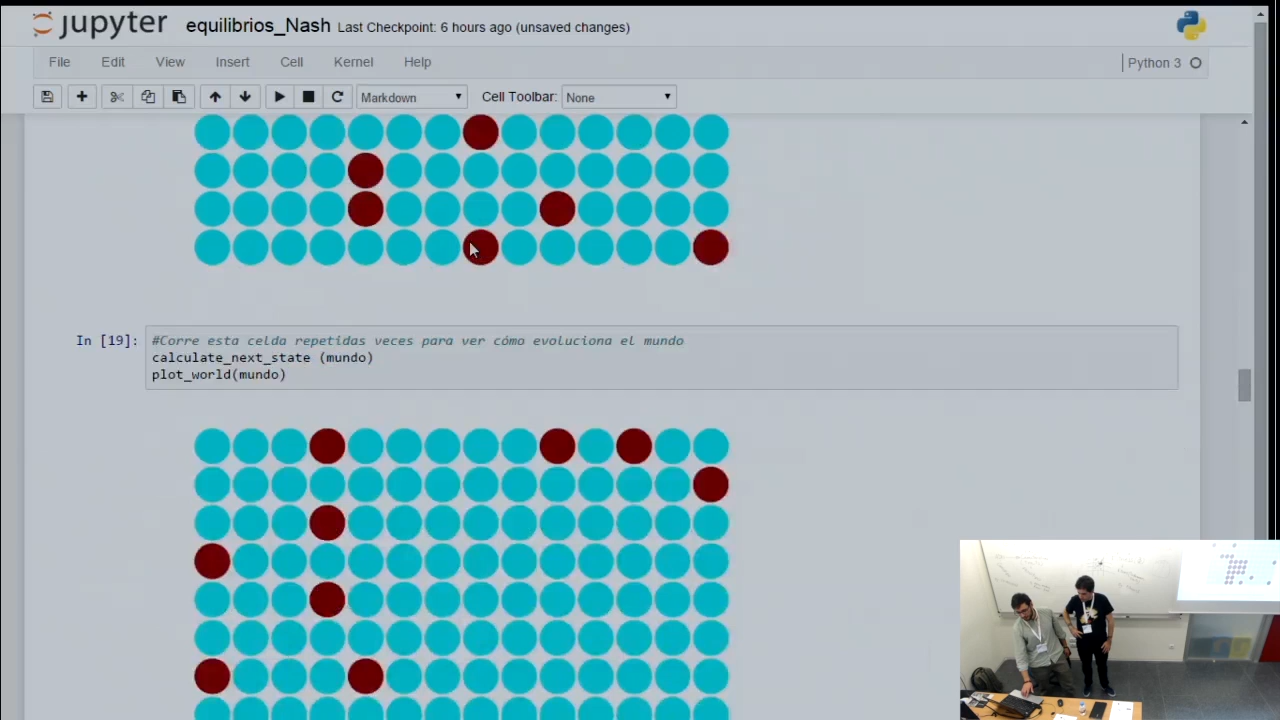 jupyter equilibrios_Nash Last Checkpoint: 6 hours ago (unsaved changes)
File Edit View Insert Cell Kernel Help Python 3
Markdown Cell Toolbar: None
In [19]: #Corre esta celda repetidas veces para ver cómo evoluciona el mundo
calculate_next_state (mundo)
plot_world(mundo)